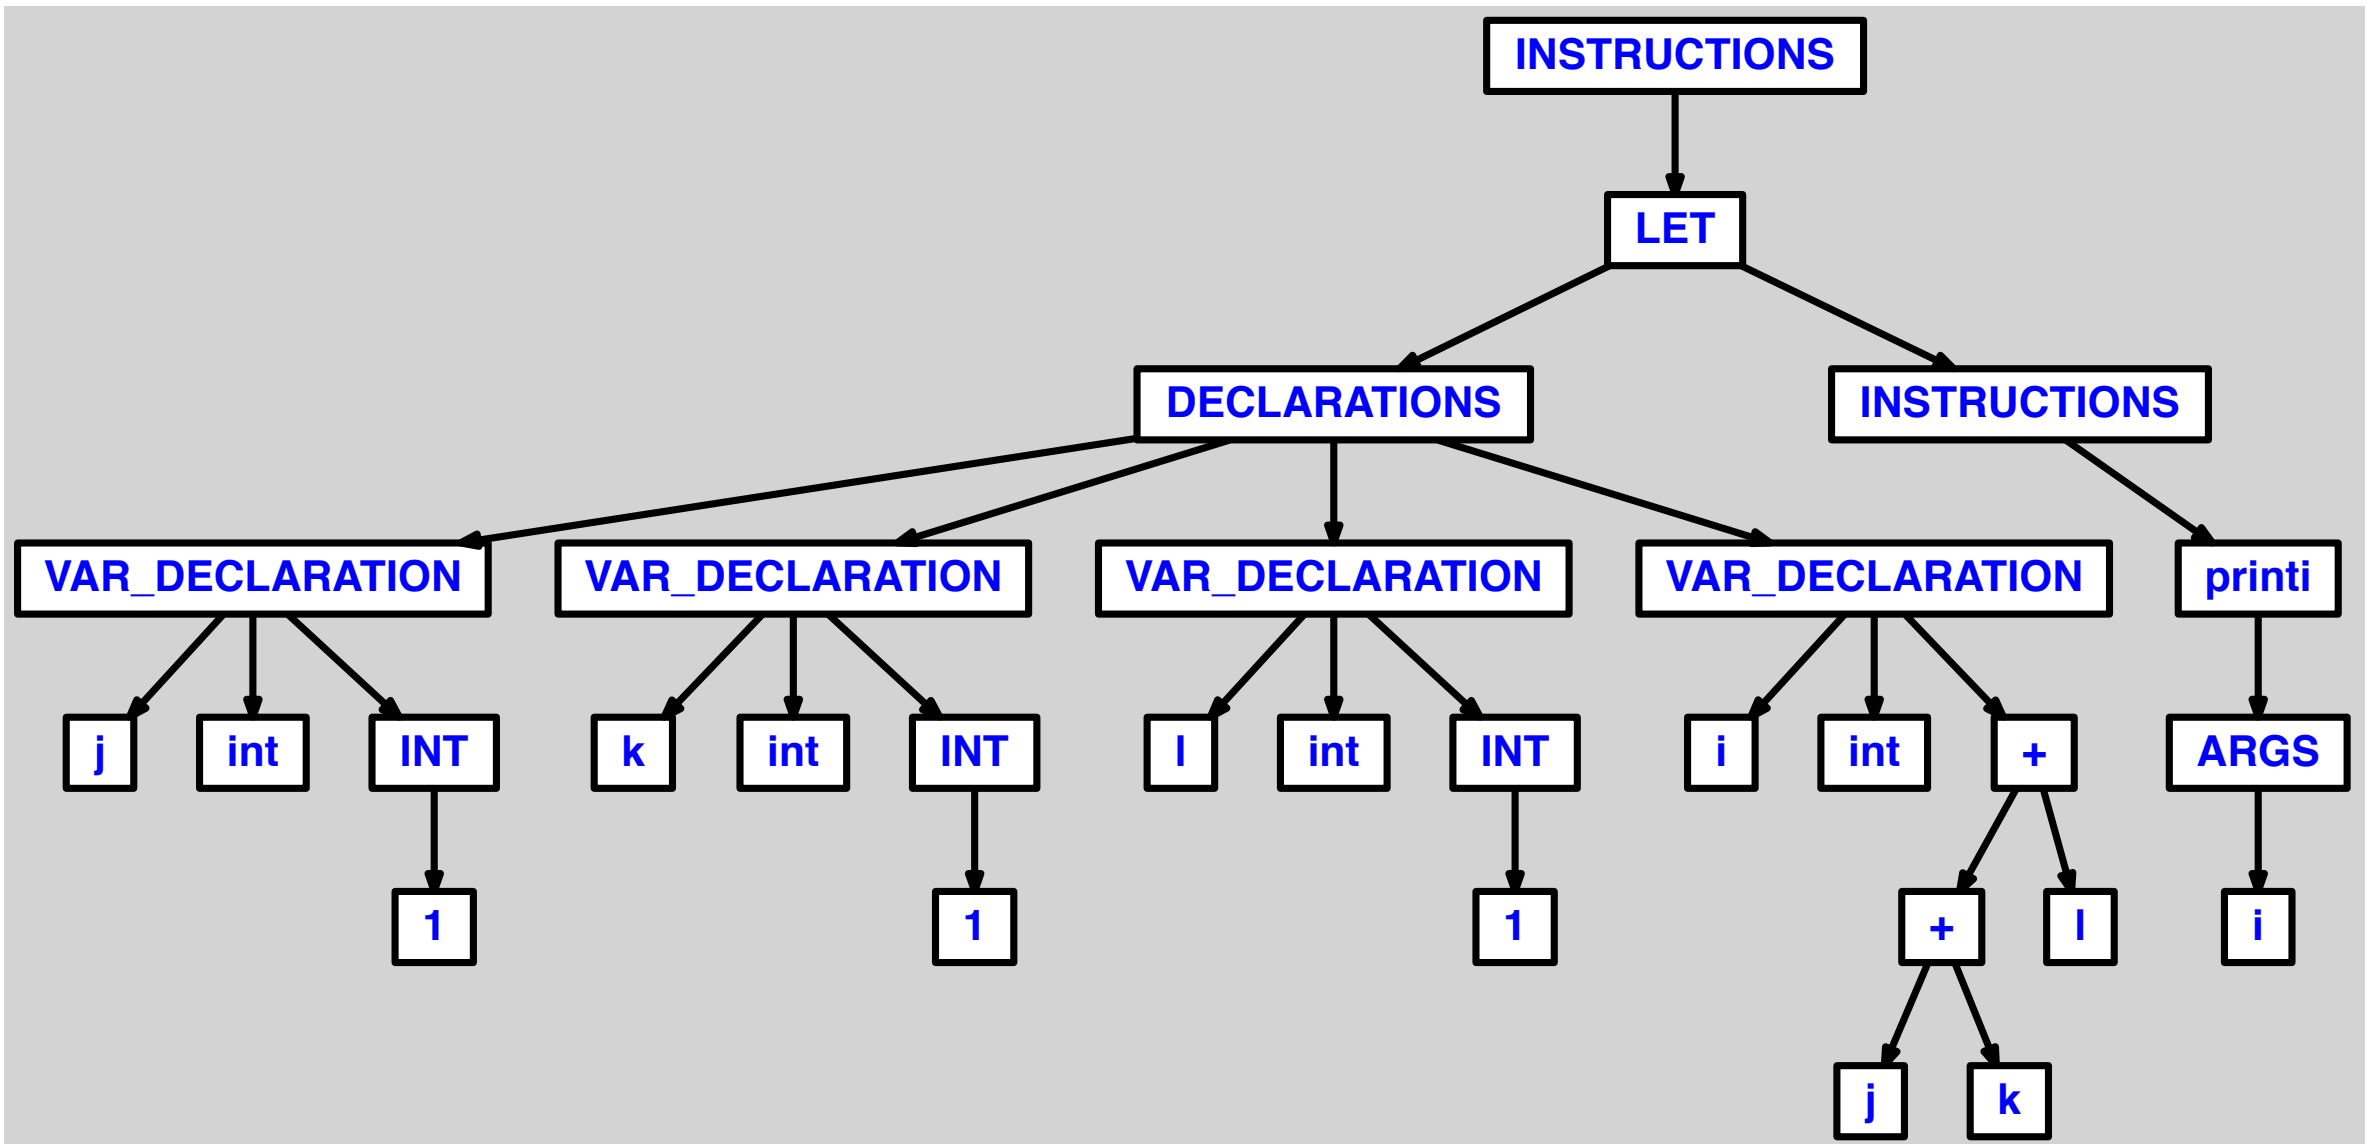 INSTRUCTIONS
LET
DECLARATIONS
INSTRUCTIONS
VAR_DECLARATION
VAR_DECLARATION
VAR_DECLARATION
VAR_DECLARATION
printi
j
int
INT
k
int
INT
l
int
INT
i
int
+
ARGS
1
1
1
+
l
i
j
k